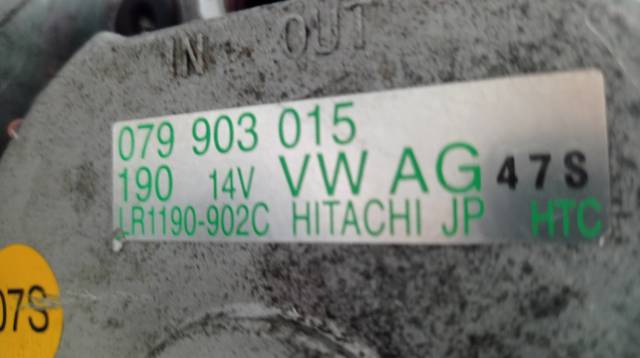 IN OUT
079 903 015
190 14V VW AG 47S
LR1190-902C HITACHI JP HTC
07S